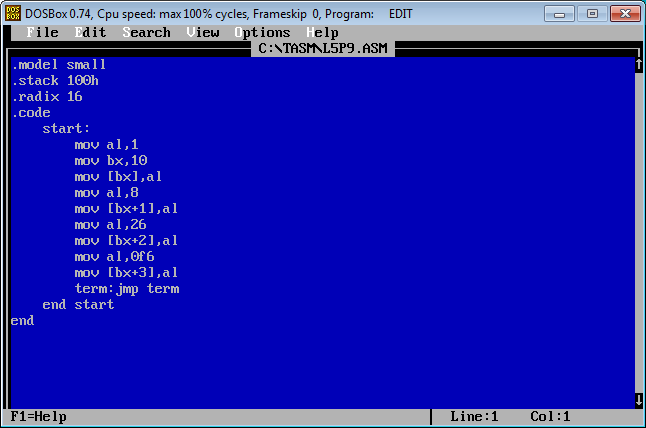 DOSBox 0.74, Cpu speed: max 100% cycles, Frameskip 0, Program: EDIT
File Edit Search View Options Help
C:\TASM\L5P9.ASM
.model small
.stack 100h
.radix 16
.code
start:
mov al,1
mov bx,10
mov [bx],al
mov al,8
mov [bx+1],al
mov al,26
mov [bx+2],al
mov al,0f6
mov [bx+3],al
term:jmp term
end start
end
F1=Help Line:1 Col:1